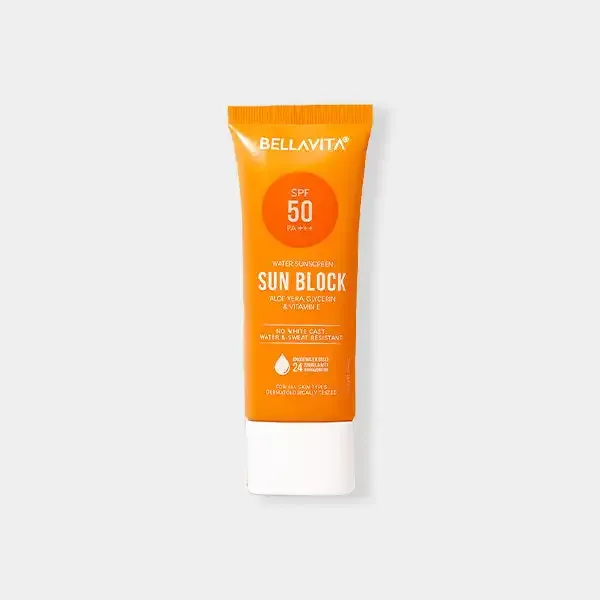 BELLAVITA®
SPF
50
PA +++
WATER SUNSCREEN
SUN BLOCK
ALOE VERA, GLYCERIN
& VITAMIN E
NO WHITE CAST
WATER & SWEAT RESISTANT
24
FOR ALL SKIN TYPES
DERMATOLOGICALLY TESTED